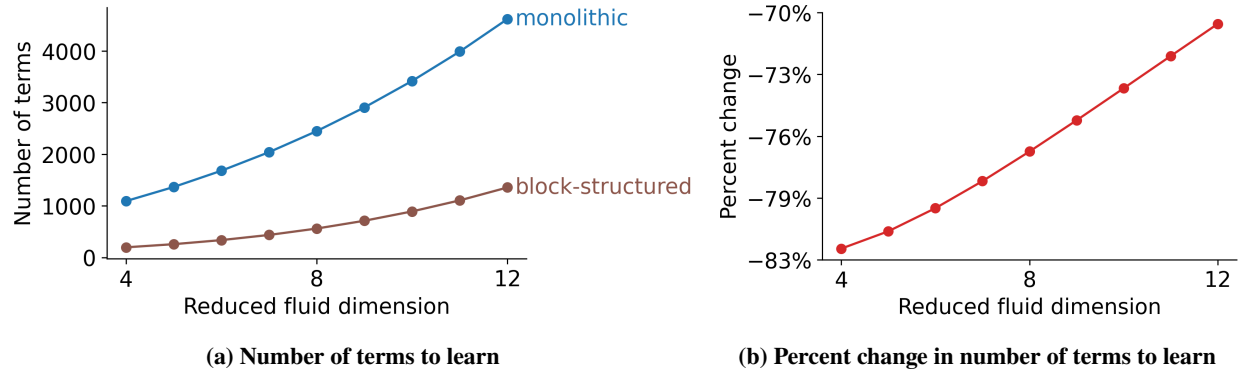 Number of terms
4000
3000
2000
1000
0
4
8
12
Reduced fluid dimension
monolithic
block-structured
(a) Number of terms to learn
Percent change
−70%
−73%
−76%
−79%
−83%
4
8
12
Reduced fluid dimension
(b) Percent change in number of terms to learn